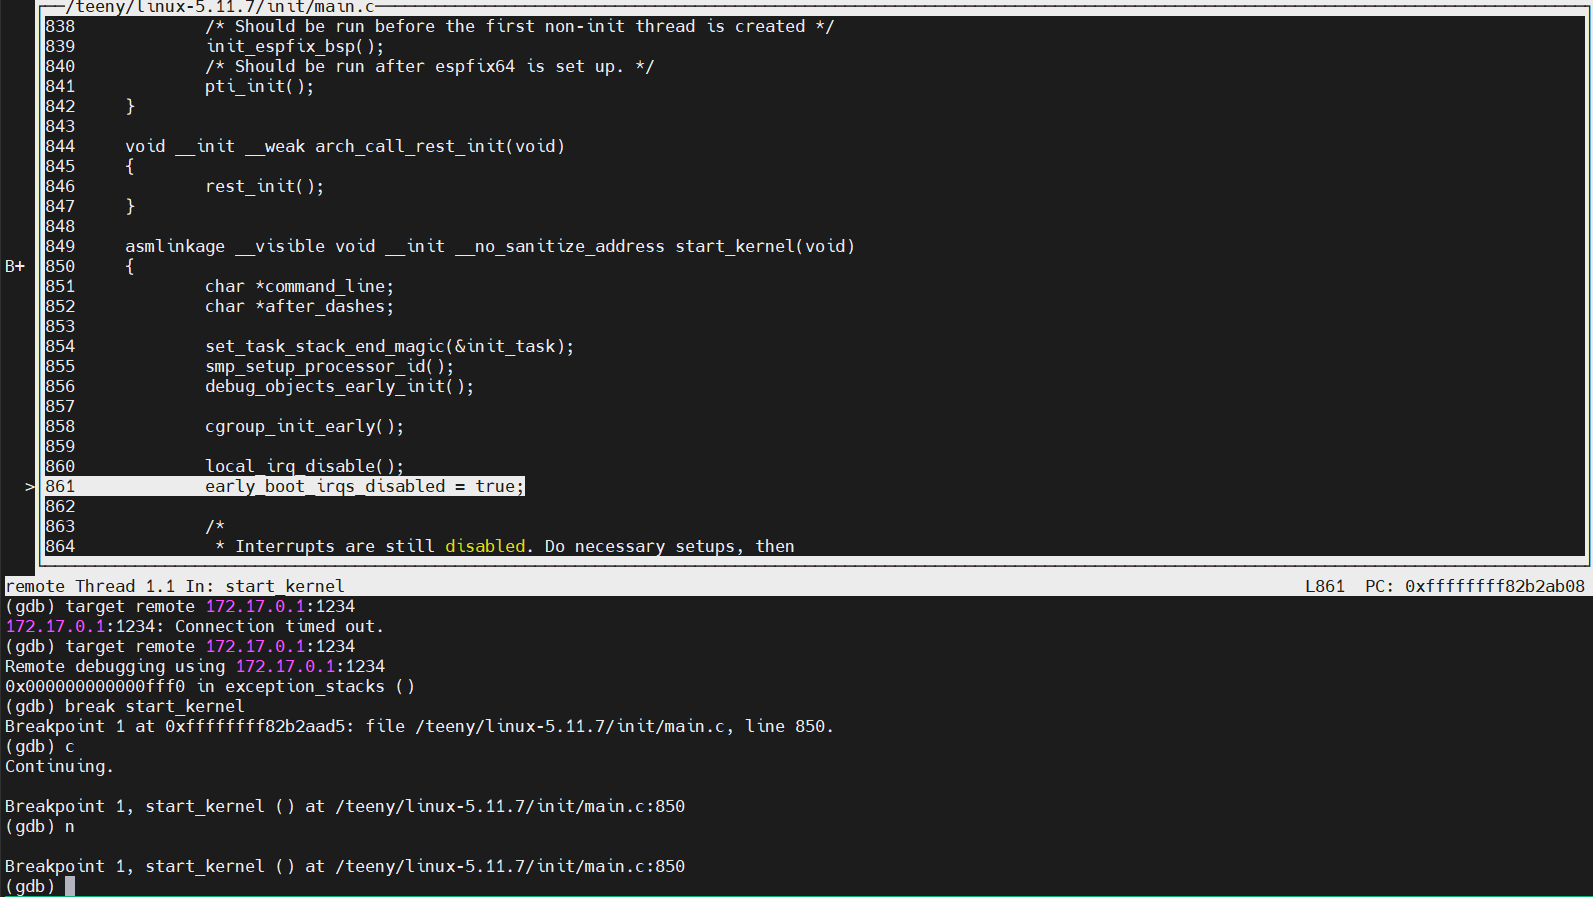 /teeny/linux-5.11.7/init/main.c
838 /* Should be run before the first non-init thread is created */
839 init_espfix_bsp();
840 /* Should be run after espfix64 is set up. */
841 pti_init();
842 }
843
844 void __init __weak arch_call_rest_init(void)
845 {
846 rest_init();
847 }
848
849 asmlinkage __visible void __init __no_sanitize_address start_kernel(void)
B+ 850 {
851 char *command_line;
852 char *after_dashes;
853
854 set_task_stack_end_magic(&init_task);
855 smp_setup_processor_id();
856 debug_objects_early_init();
857
858 cgroup_init_early();
859
860 local_irq_disable();
> 861 early_boot_irqs_disabled = true;
862
863 /*
864 * Interrupts are still disabled. Do necessary setups, then
remote Thread 1.1 In: start_kernel L861 PC: 0xffffffff82b2ab08
(gdb) target remote 172.17.0.1:1234
172.17.0.1:1234: Connection timed out.
(gdb) target remote 172.17.0.1:1234
Remote debugging using 172.17.0.1:1234
0x000000000000fff0 in exception_stacks ()
(gdb) break start_kernel
Breakpoint 1 at 0xffffffff82b2aad5: file /teeny/linux-5.11.7/init/main.c, line 850.
(gdb) c
Continuing.
Breakpoint 1, start_kernel () at /teeny/linux-5.11.7/init/main.c:850
(gdb) n
Breakpoint 1, start_kernel () at /teeny/linux-5.11.7/init/main.c:850
(gdb)